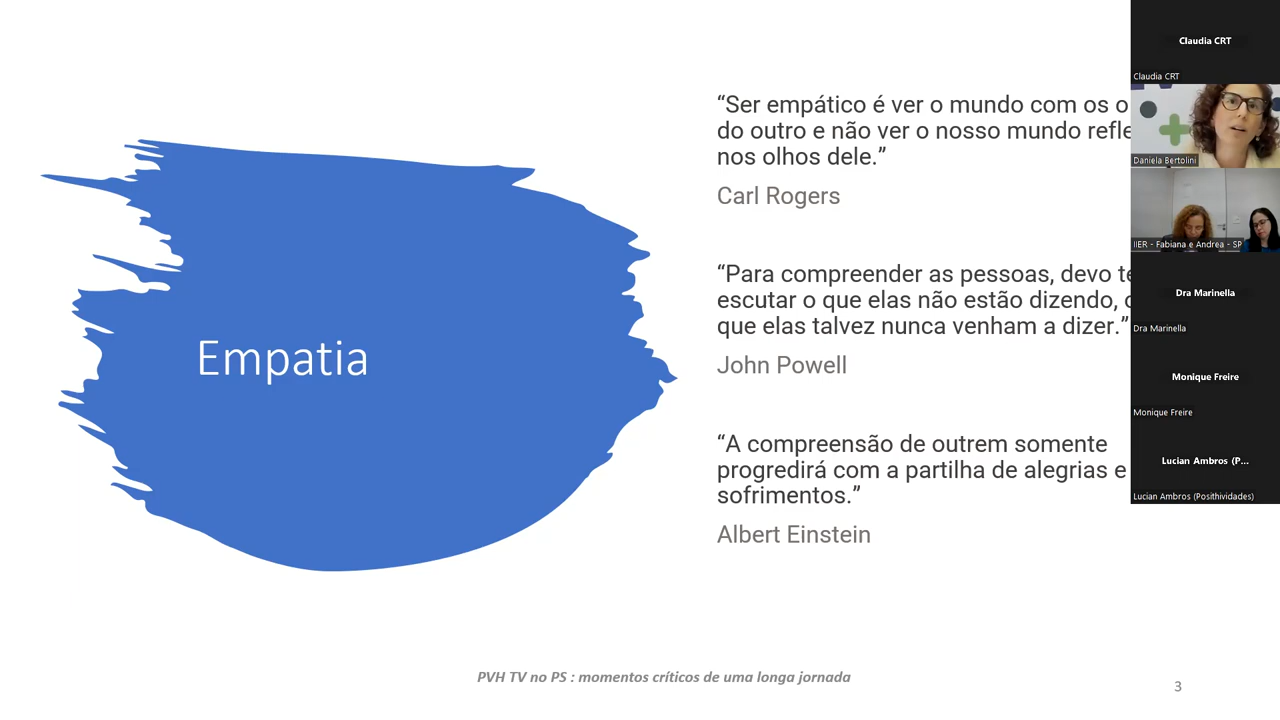 Empatia
“Ser empático é ver o mundo com os
do outro e não ver o nosso mundo
nos olhos dele.”
Carl Rogers
“Para compreender as pessoas, devo
escutar o que elas não estão dizendo,
que elas talvez nunca venham a dizer.”
John Powell
“A compreensão de outrem somente
progredirá com a partilha de alegrias e
sofrimentos.”
Albert Einstein
PVH TV no PS : momentos críticos de uma longa jornada
3
Claudia CRT
Claudia CRT
Daniela Bertolini
IIER - Fabiana e Andrea - SP
Dra Marinella
Dra Marinella
Monique Freire
Monique Freire
Lucian Ambros (P...
Lucian Ambros (Posithividades)